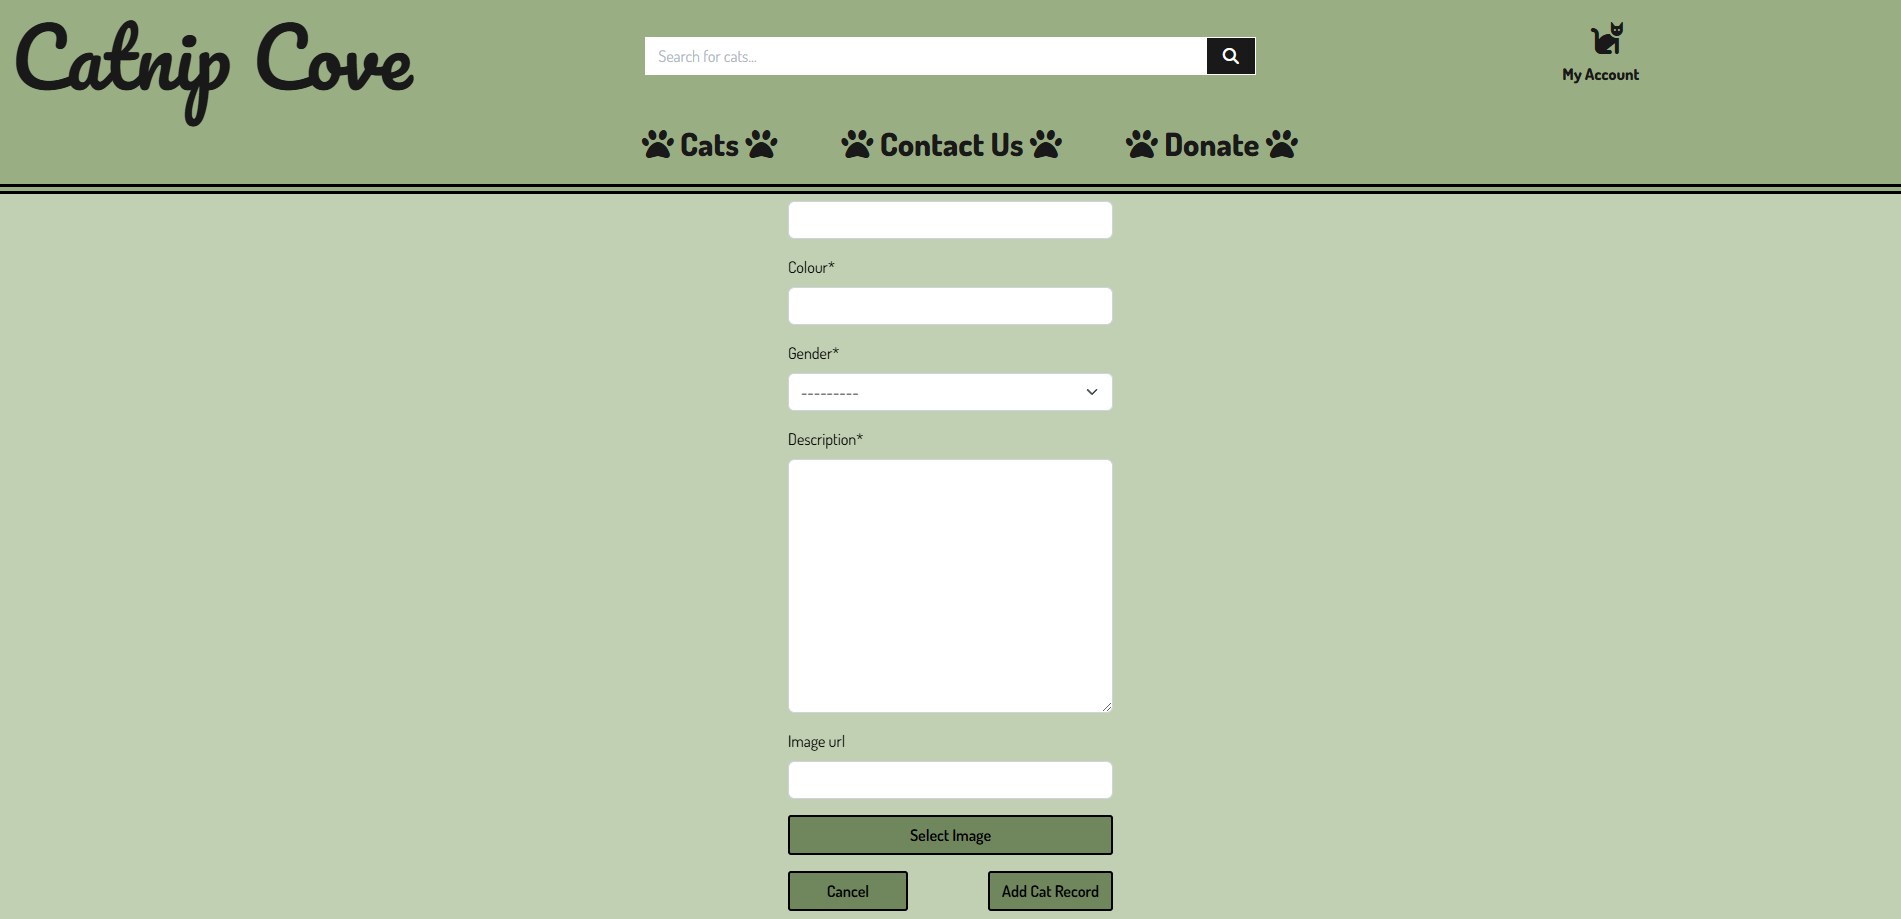 Catnip Cove
Search for cats...
My Account
Cats
Contact Us
Donate
Colour*
Gender*
---------
Description*
Image url
Select Image
Cancel
Add Cat Record